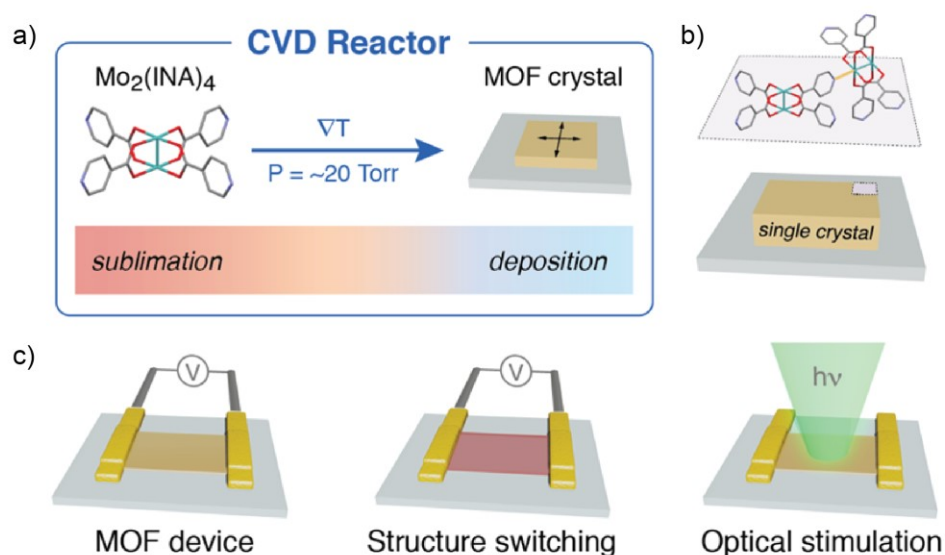 a)
CVD Reactor
Mo₂(INA)₄
∇T
P = ~20 Torr
MOF crystal
sublimation
deposition
b)
single crystal
c)
V
MOF device
V
Structure switching
hν
Optical stimulation